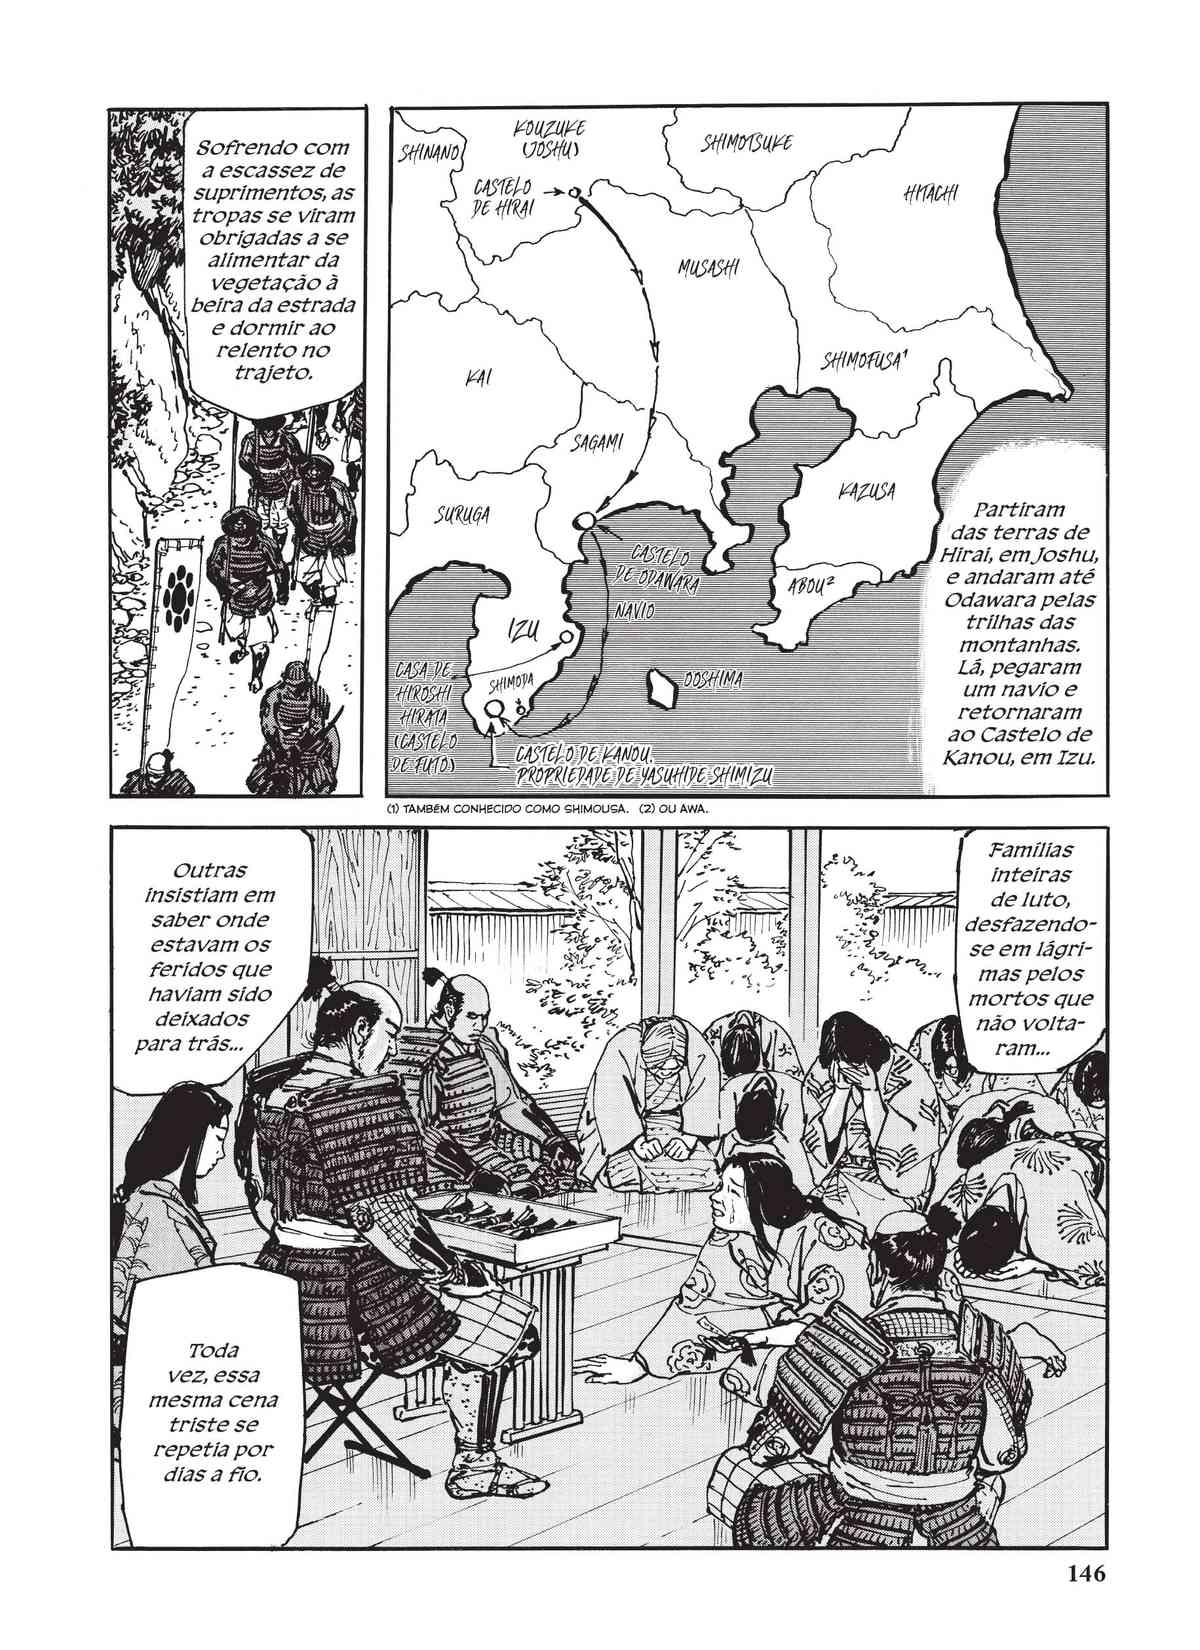 Partiram
das terras de
Hirai, em Joshu,
e andaram até
Odawara pelas
trilhas das
montanhas.
Lá, pegaram
um navio e
retornaram
ao Castelo de
Kanou, em Izu.
SHINANO
KOUZUKE
(JOSHU)
SHIMOTSUKE
HITACHI
CASTELO
DE HIRAI
MUSASHI
KAI
SHIMOFUSA¹
SAGAMI
SURUGA
KAZUSA
CASTELO
DE ODAWARA
ABOU²
NAVIO
IZU
CASA DE
HIROSHI
HIRATA
(CASTELO
DE FUTO)
SHIMODA
OOSHIMA
CASTELO DE KANOU.
PROPRIEDADE DE YASUHIDE SHIMIZU
(1) TAMBÉM CONHECIDO COMO SHIMOUSA. (2) OU AWA.
Sofrendo com
a escassez de
suprimentos, as
tropas se viram
obrigadas a se
alimentar da
vegetação à
beira da estrada
e dormir ao
relento no
trajeto.
Famílias
inteiras
de luto,
desfazendo-
se em lágri-
mas pelos
mortos que
não volta-
ram...
Outras
insistiam em
saber onde
estavam os
feridos que
haviam sido
deixados
para trás...
Toda
vez, essa
mesma cena
triste se
repetia por
dias a fio.
146